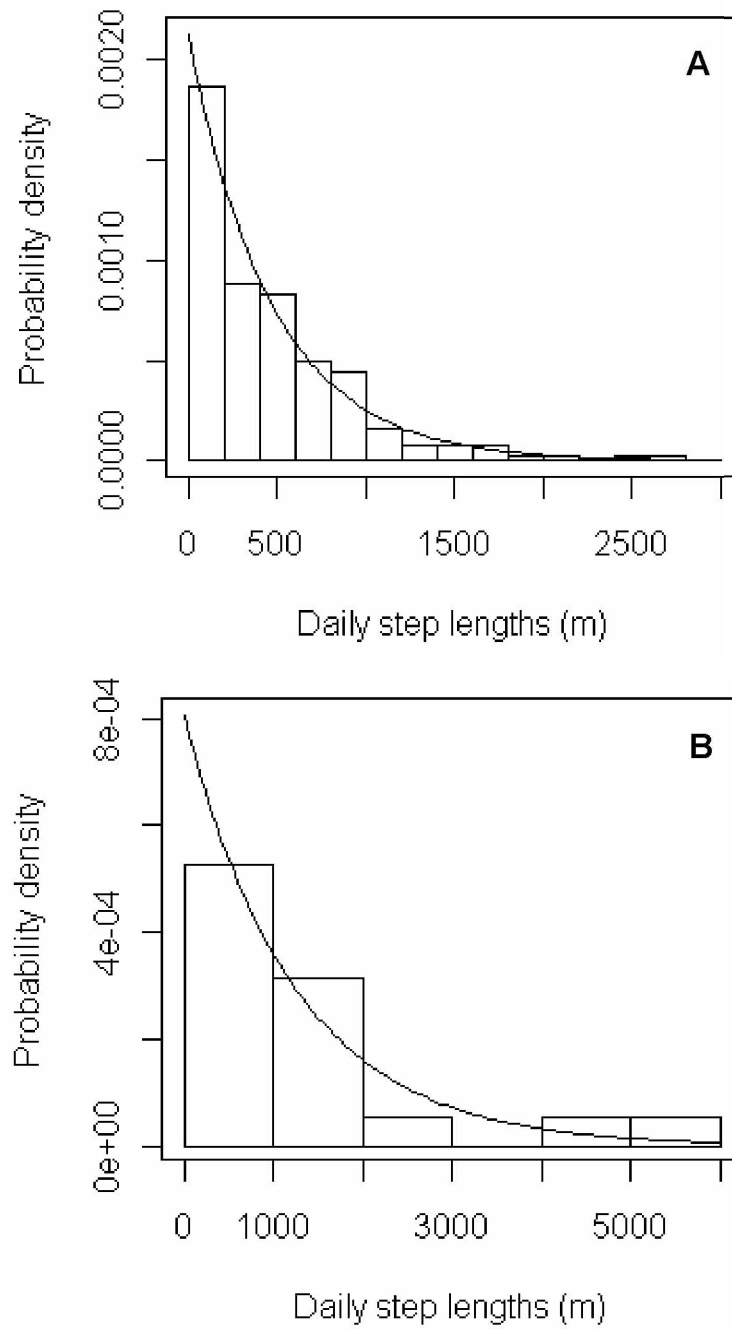 A
Probability density
0.0020
0.0010
0.0000
0 500 1500 2500
Daily step lengths (m)
B
Probability density
8e-04
4e-04
0e+00
0 1000 3000 5000
Daily step lengths (m)